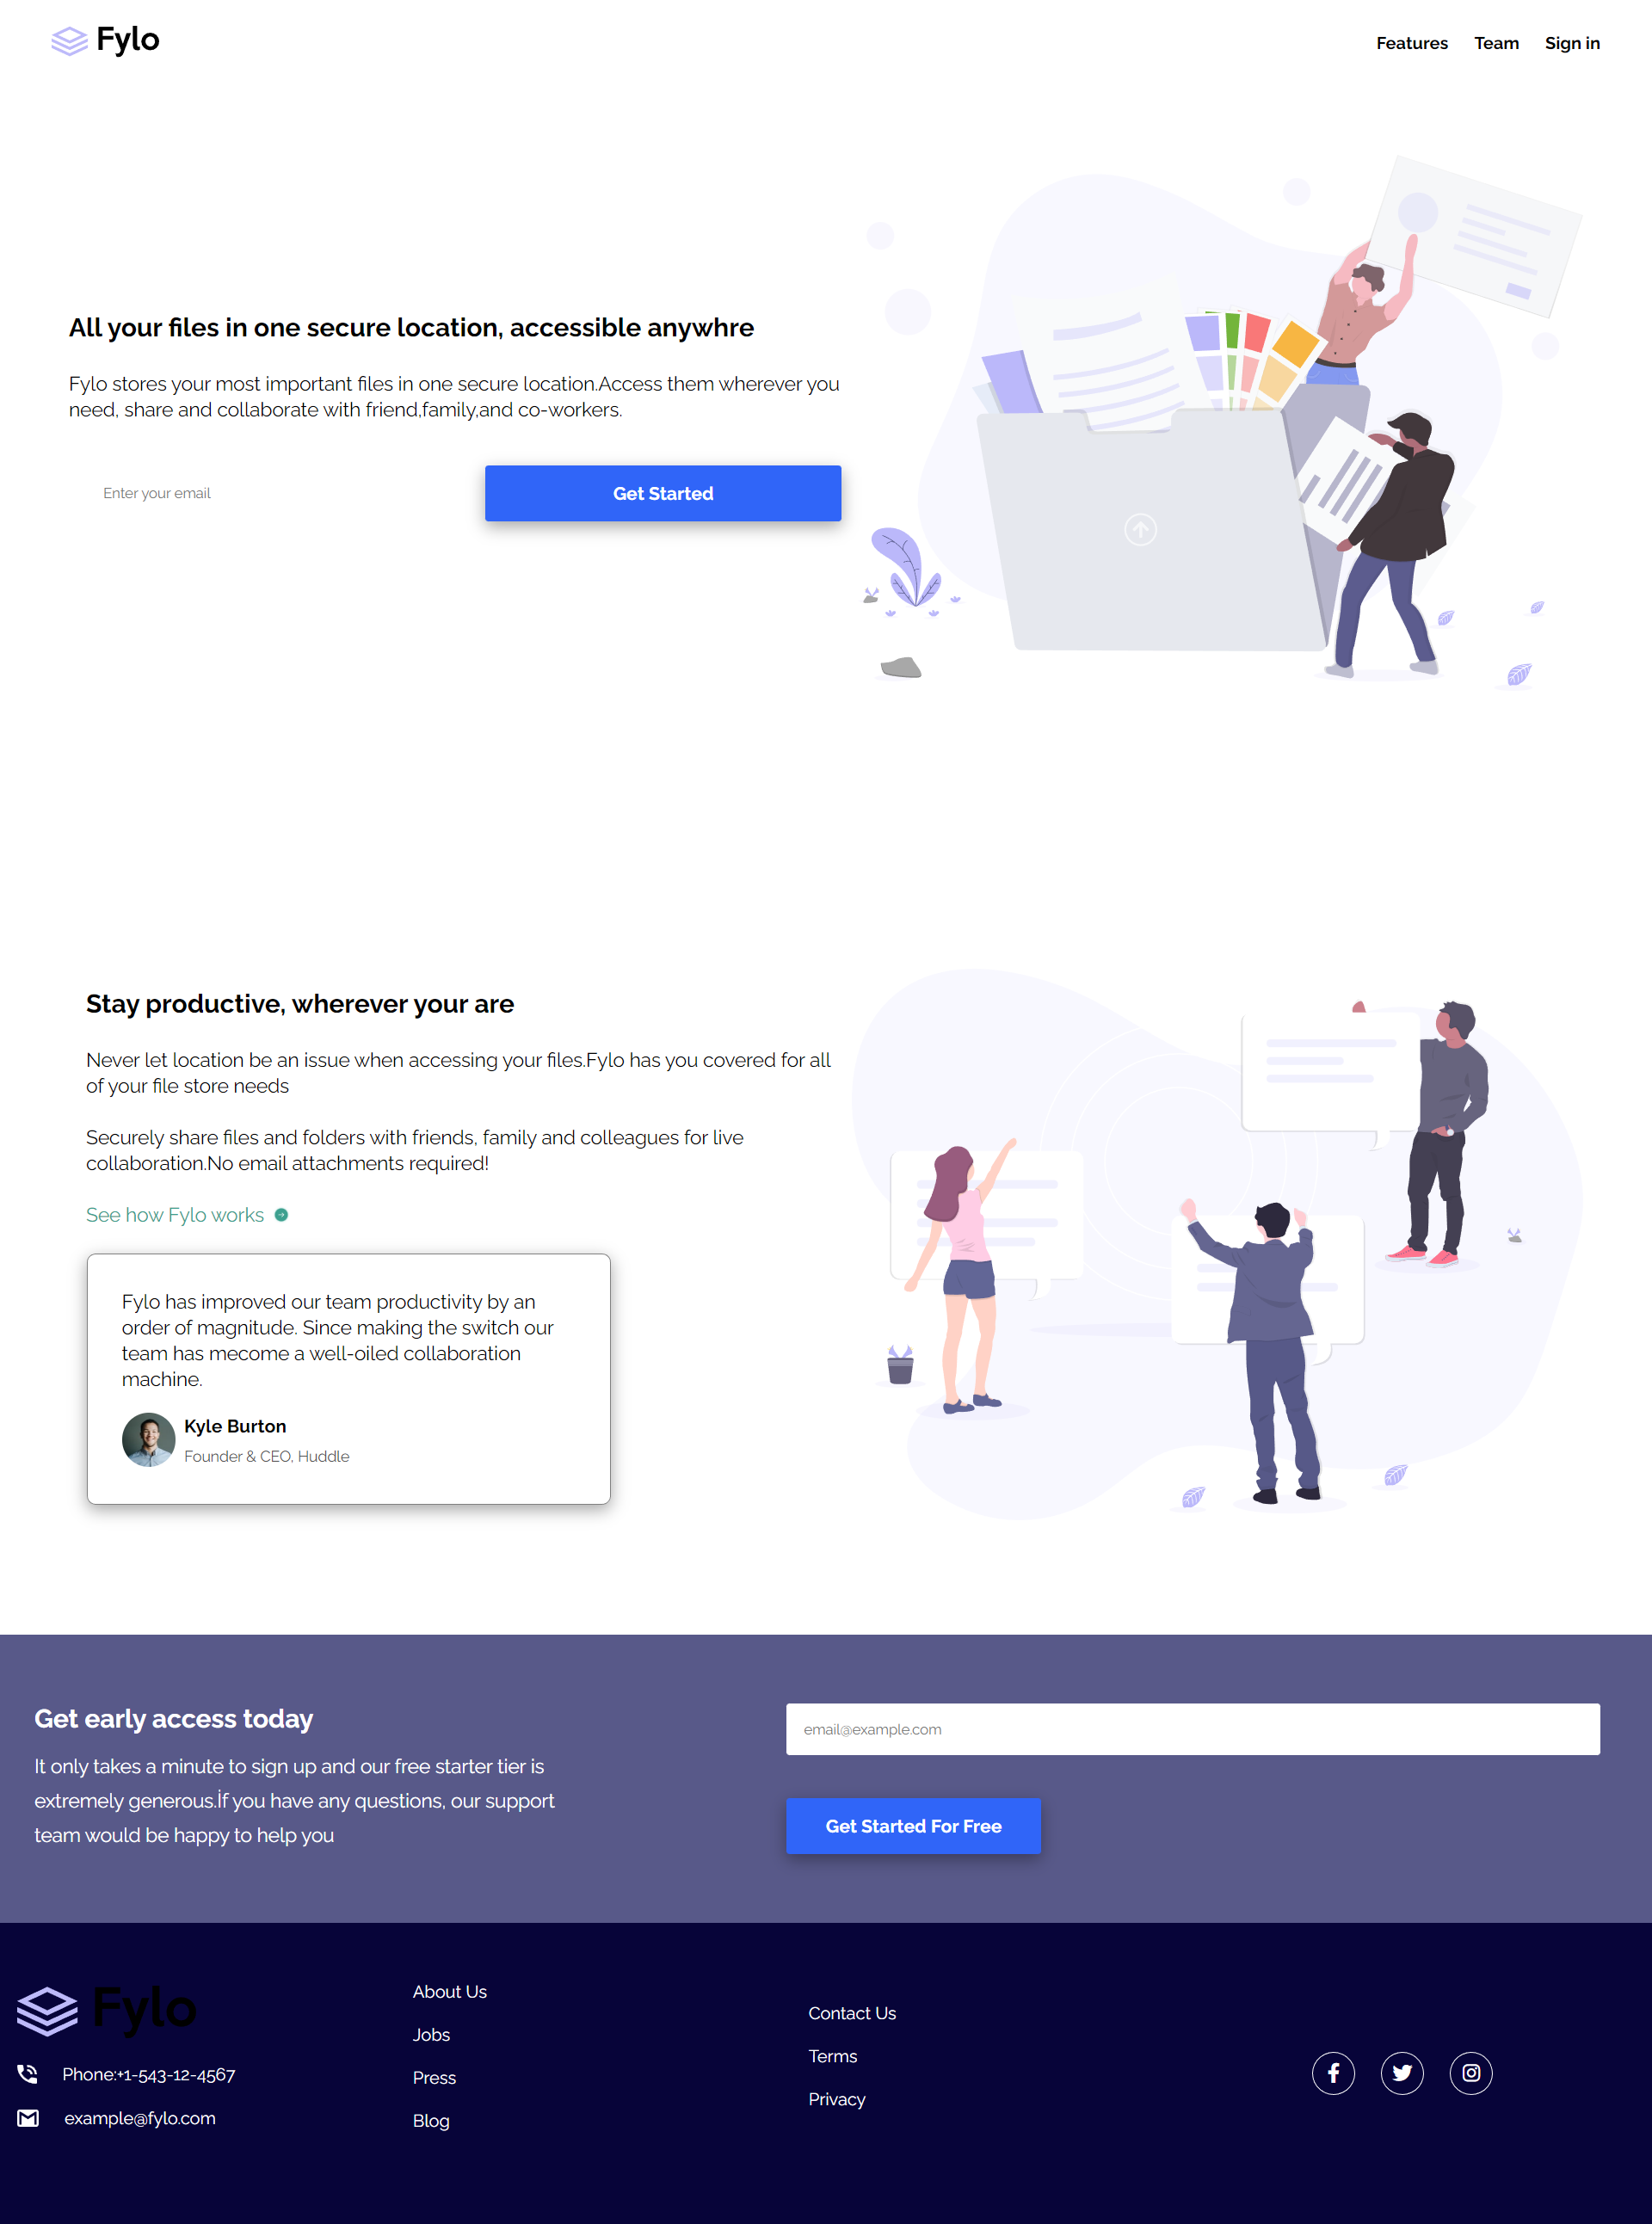 Fylo
Features Team Sign in
All your files in one secure location, accessible anywhre
Fylo stores your most important files in one secure location.Access them wherever you
need, share and collaborate with friend,family,and co-workers.
Enter your email
Get Started
Stay productive, wherever your are
Never let location be an issue when accessing your files.Fylo has you covered for all
of your file store needs
Securely share files and folders with friends, family and colleagues for live
collaboration.No email attachments required!
See how Fylo works
Fylo has improved our team productivity by an
order of magnitude. Since making the switch our
team has mecome a well-oiled collaboration
machine.
Kyle Burton
Founder & CEO, Huddle
Get early access today
It only takes a minute to sign up and our free starter tier is
extremely generous.İf you have any questions, our support
team would be happy to help you
email@example.com
Get Started For Free
Fylo
Phone:+1-543-12-4567
example@fylo.com
About Us
Jobs
Press
Blog
Contact Us
Terms
Privacy